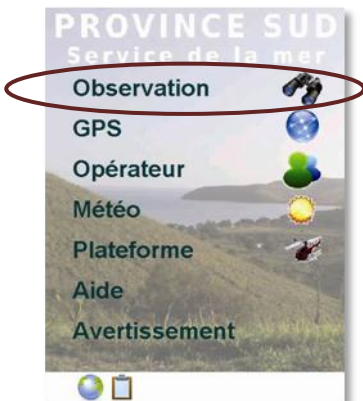 PROVINCE SUD
Service de la mer
Observation
GPS
Opérateur
Météo
Plateforme
Aide
Avertissement